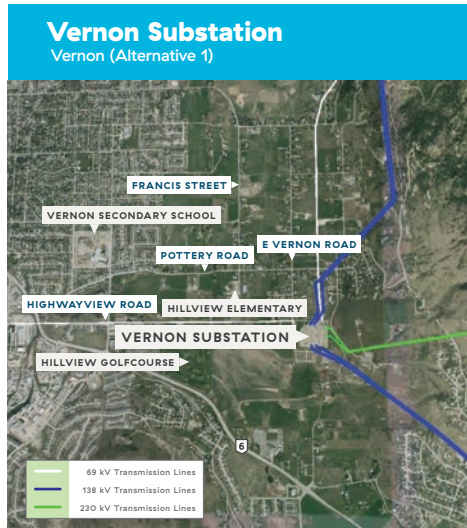 Vernon Substation
Vernon (Alternative 1)
FRANCIS STREET
VERNON SECONDARY SCHOOL
E VERNON ROAD
POTTERY ROAD
HIGHWAYVIEW ROAD
HILLVIEW ELEMENTARY
VERNON SUBSTATION
HILLVIEW GOLFCOURSE
6
69 kV Transmission Lines
138 kV Transmission Lines
230 kV Transmission Lines